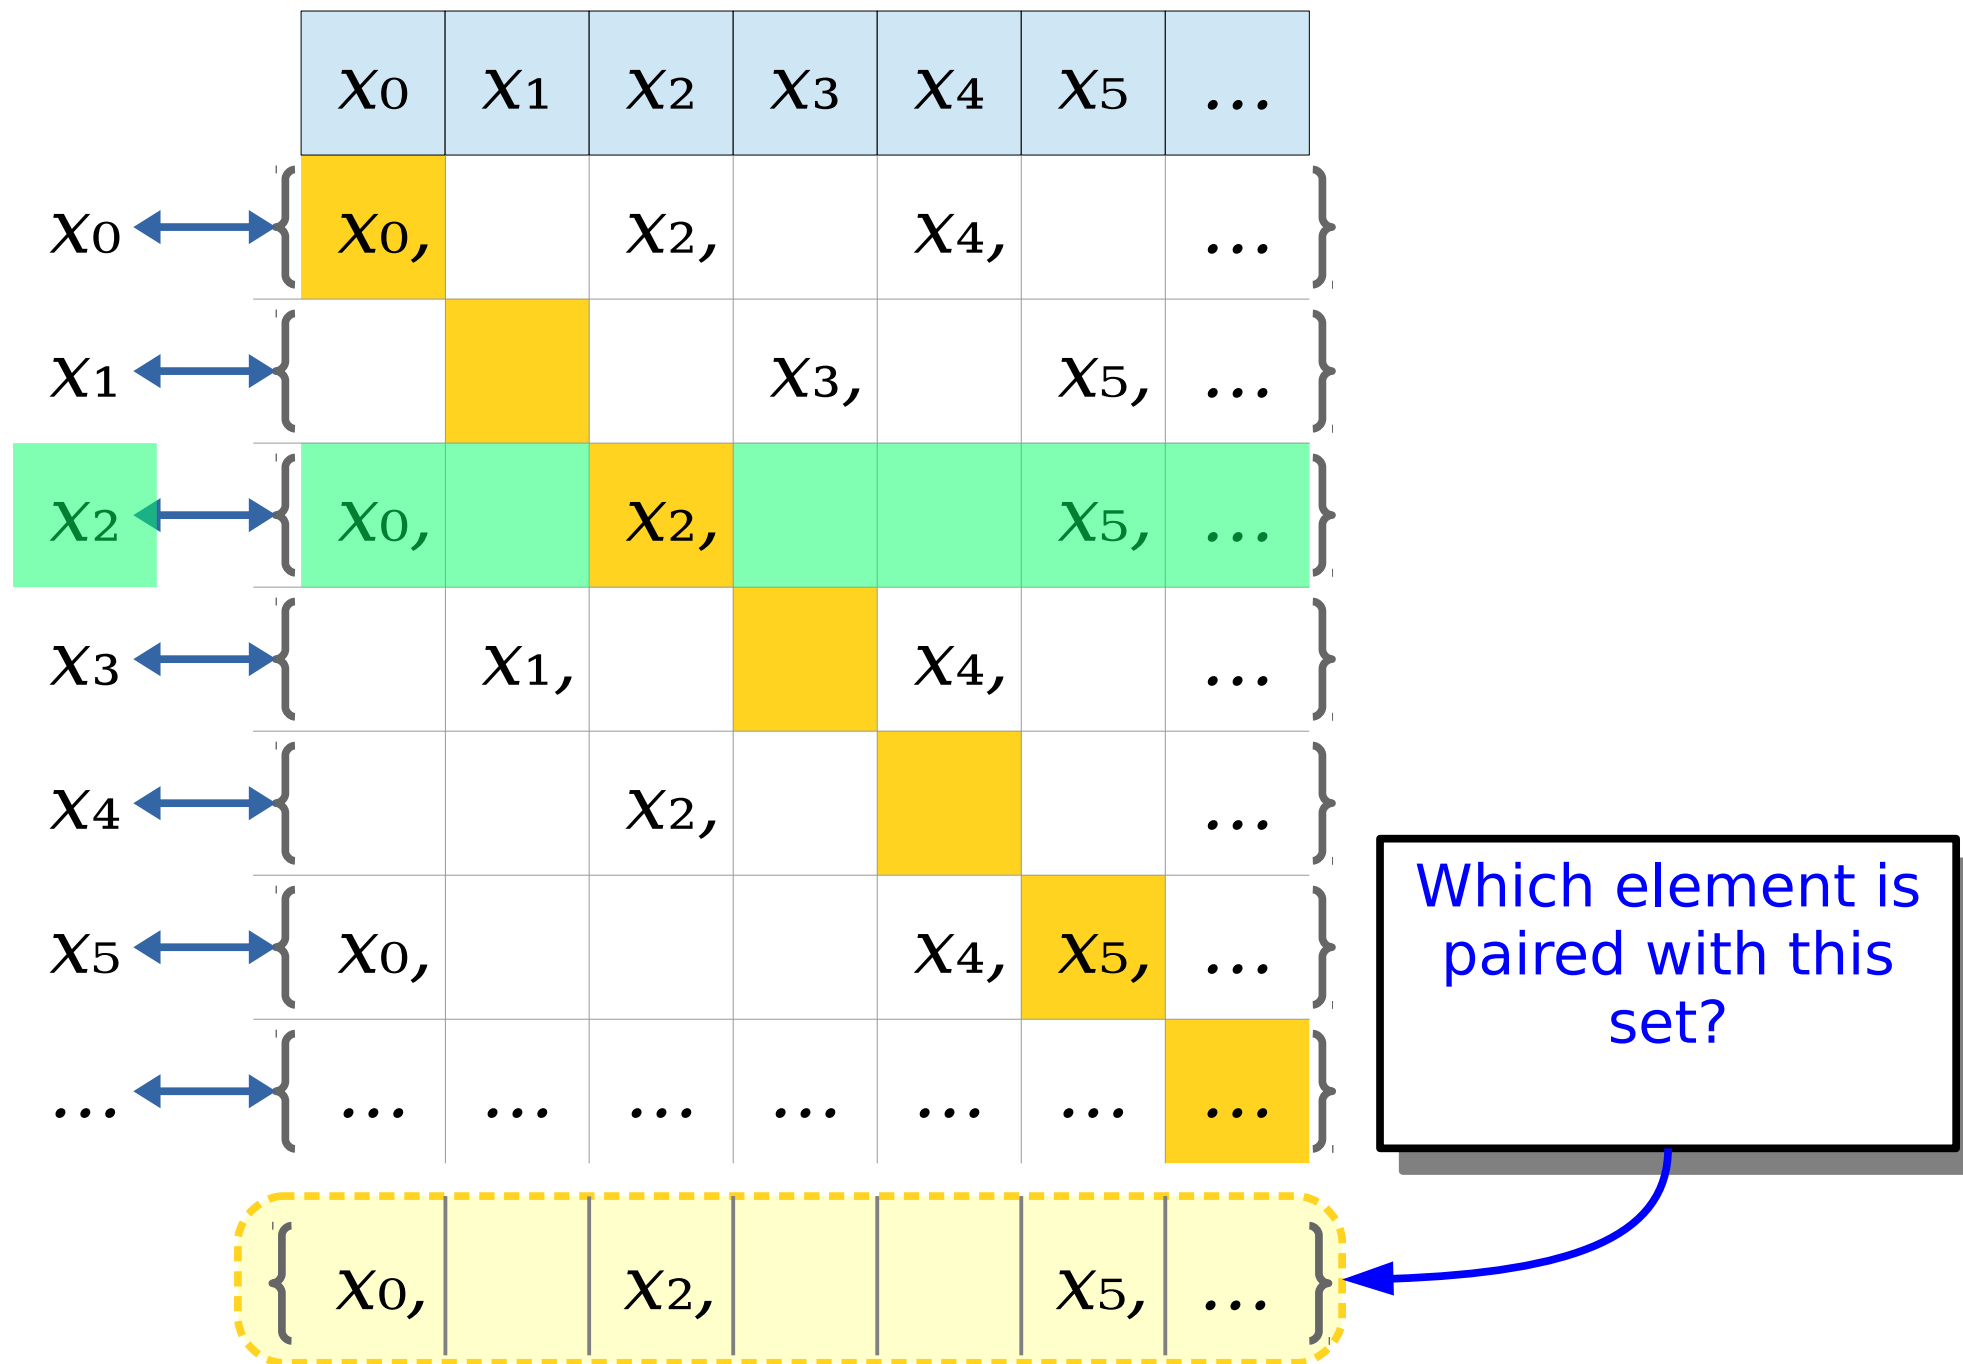 x₀ x₁ x₂ x₃ x₄ x₅ ...
x₀ { x₀, x₂, x₄, ... }
x₁ { x₃, x₅, ... }
x₂ { x₀, x₂, x₅, ... }
x₃ { x₁, x₄, ... }
x₄ { x₂, ... }
x₅ { x₀, x₄, x₅, ... }
... { ... ... ... ... ... ... ... }
{ x₀, x₂, x₅, ... }
Which element is
paired with this
set?